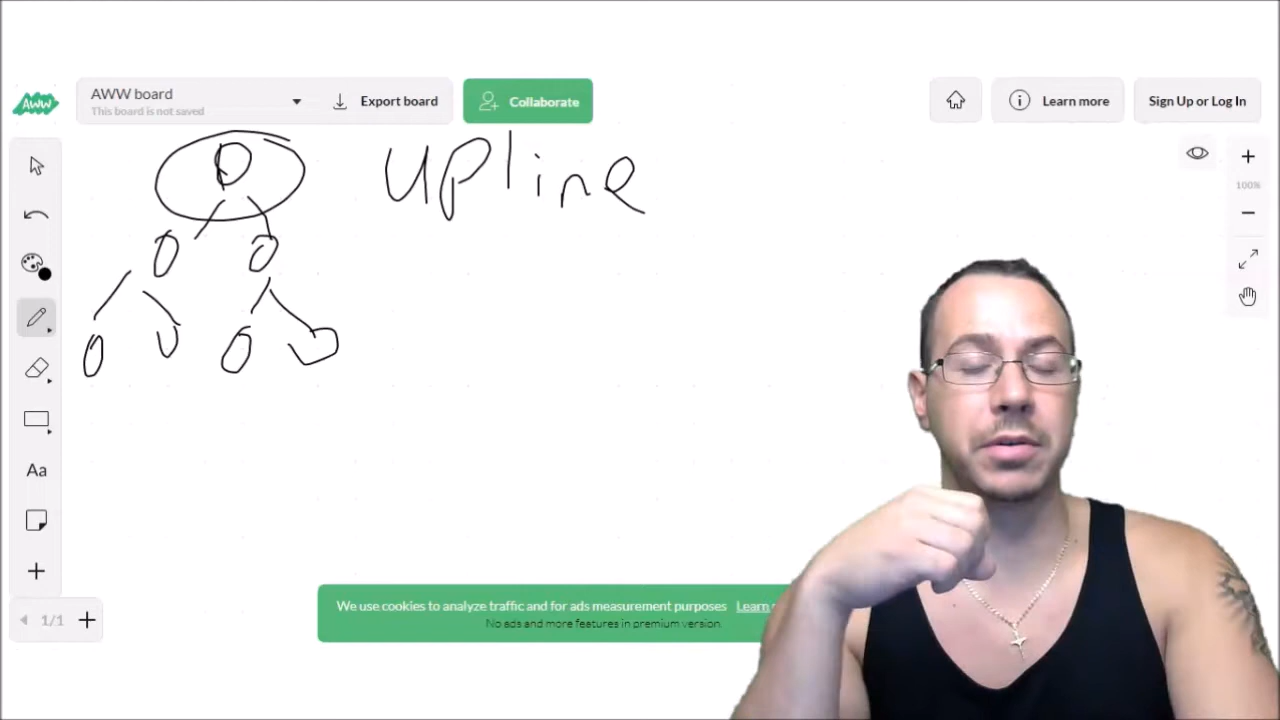 AWW
AWW board
This board is not saved
Export board
Collaborate
Learn more
Sign Up or Log In
UPline
100%
Aa
1/1
We use cookies to analyze traffic and for ads measurement purposes Learn
No ads and more features in premium version